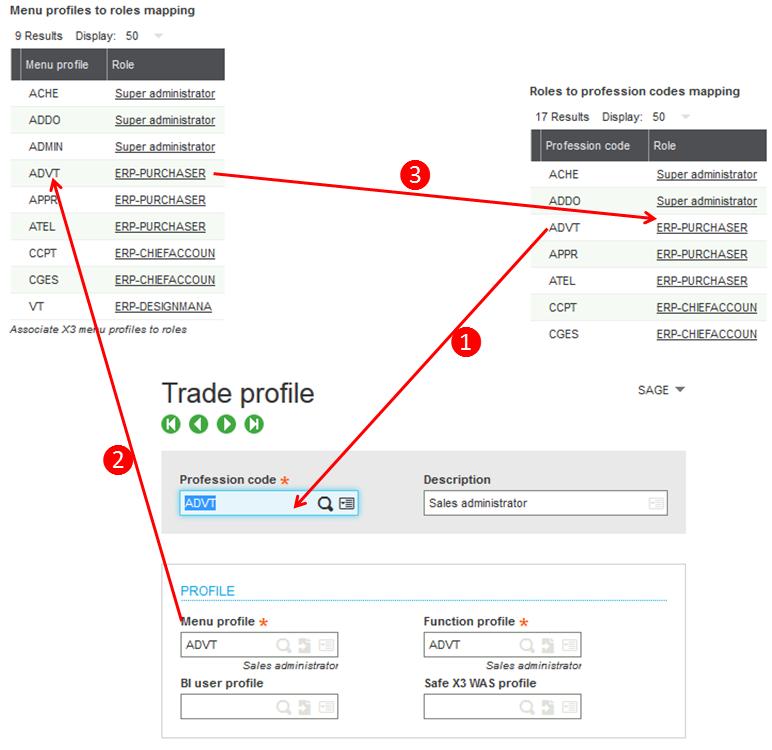 Menu profiles to roles mapping
9 Results Display: 50
Menu profile Role
ACHE Super administrator
ADDO Super administrator
ADMIN Super administrator
ADVT ERP-PURCHASER
APPR ERP-PURCHASER
ATEL ERP-PURCHASER
CCPT ERP-CHIEFACCOUN
CGES ERP-CHIEFACCOUN
VT ERP-DESIGNMANA
Associate X3 menu profiles to roles
Roles to profession codes mapping
17 Results Display: 50
Profession code Role
ACHE Super administrator
ADDO Super administrator
ADVT ERP-PURCHASER
APPR ERP-PURCHASER
ATEL ERP-PURCHASER
CCPT ERP-CHIEFACCOUN
CGES ERP-CHIEFACCOUN
3
1
2
Trade profile
SAGE
Profession code * Description
ADVT Sales administrator
PROFILE
Menu profile * Function profile *
ADVT ADVT
Sales administrator Sales administrator
BI user profile Safe X3 WAS profile